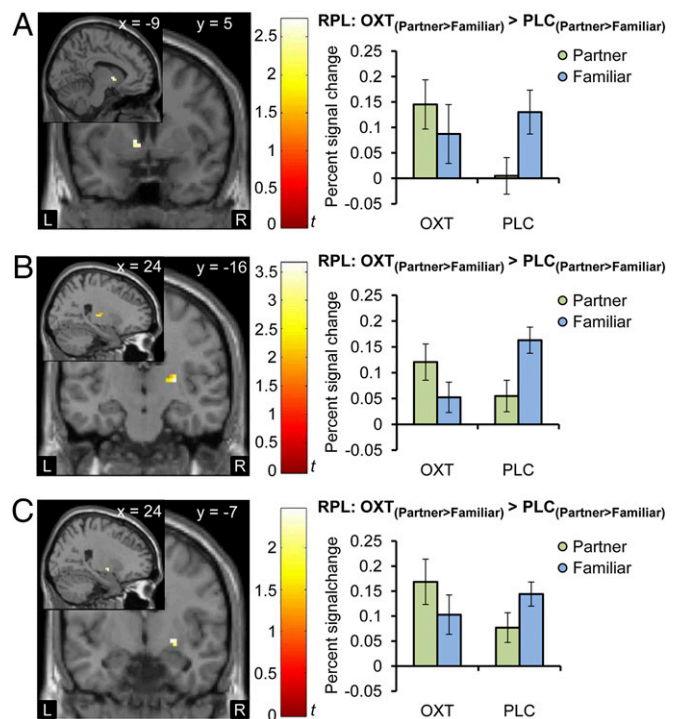 A
x = -9
y = 5
L
R
2.5
2
1.5
1
0.5
0
t
RPL: OXT(Partner>Familiar) > PLC(Partner>Familiar)
Percent signal change
0.25
0.2
0.15
0.1
0.05
0
-0.05
OXT
PLC
Partner
Familiar
B
x = 24
y = -16
L
R
3.5
3
2.5
2
1.5
1
0.5
0
t
RPL: OXT(Partner>Familiar) > PLC(Partner>Familiar)
Percent signal change
0.25
0.2
0.15
0.1
0.05
0
-0.05
OXT
PLC
Partner
Familiar
C
x = 24
y = -7
L
R
2
1.5
1
0.5
0
t
RPL: OXT(Partner>Familiar) > PLC(Partner>Familiar)
Percent signalchange
0.25
0.2
0.15
0.1
0.05
0
-0.05
OXT
PLC
Partner
Familiar